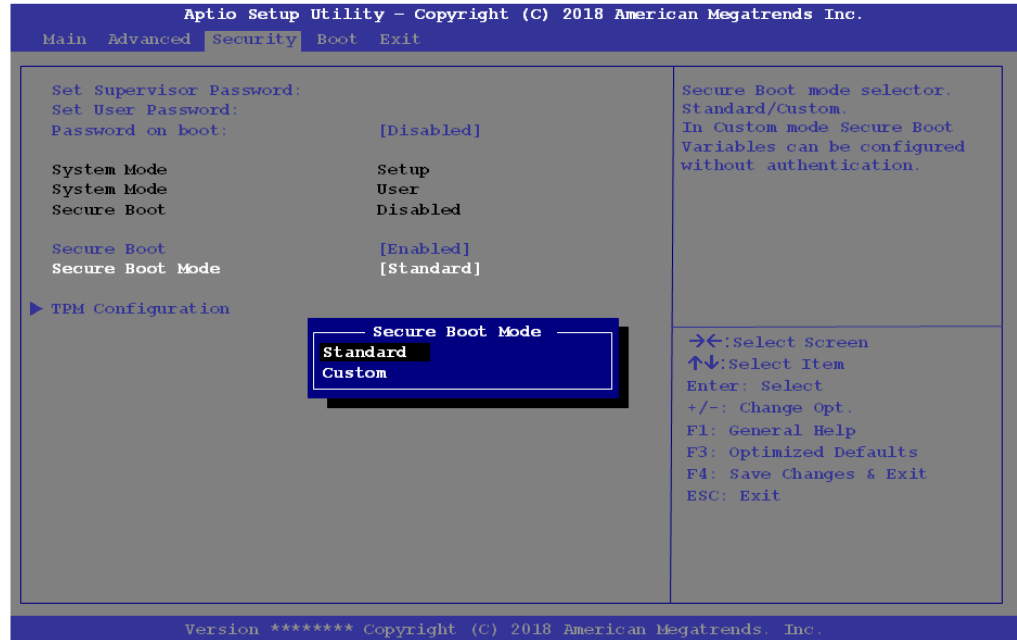 Aptio Setup Utility – Copyright (C) 2018 American Megatrends Inc.
Main Advanced Security Boot Exit
Set Supervisor Password:
Set User Password:
Password on boot: [Disabled]
System Mode Setup
System Mode User
Secure Boot Disabled
Secure Boot [Enabled]
Secure Boot Mode [Standard]
▶ TPM Configuration
Secure Boot Mode
Standard
Custom
Secure Boot mode selector.
Standard/Custom.
In Custom mode Secure Boot
Variables can be configured
without authentication.
→←:Select Screen
↑↓:Select Item
Enter: Select
+/-: Change Opt.
F1: General Help
F3: Optimized Defaults
F4: Save Changes & Exit
ESC: Exit
Version ******** Copyright (C) 2018 American Megatrends. Inc.